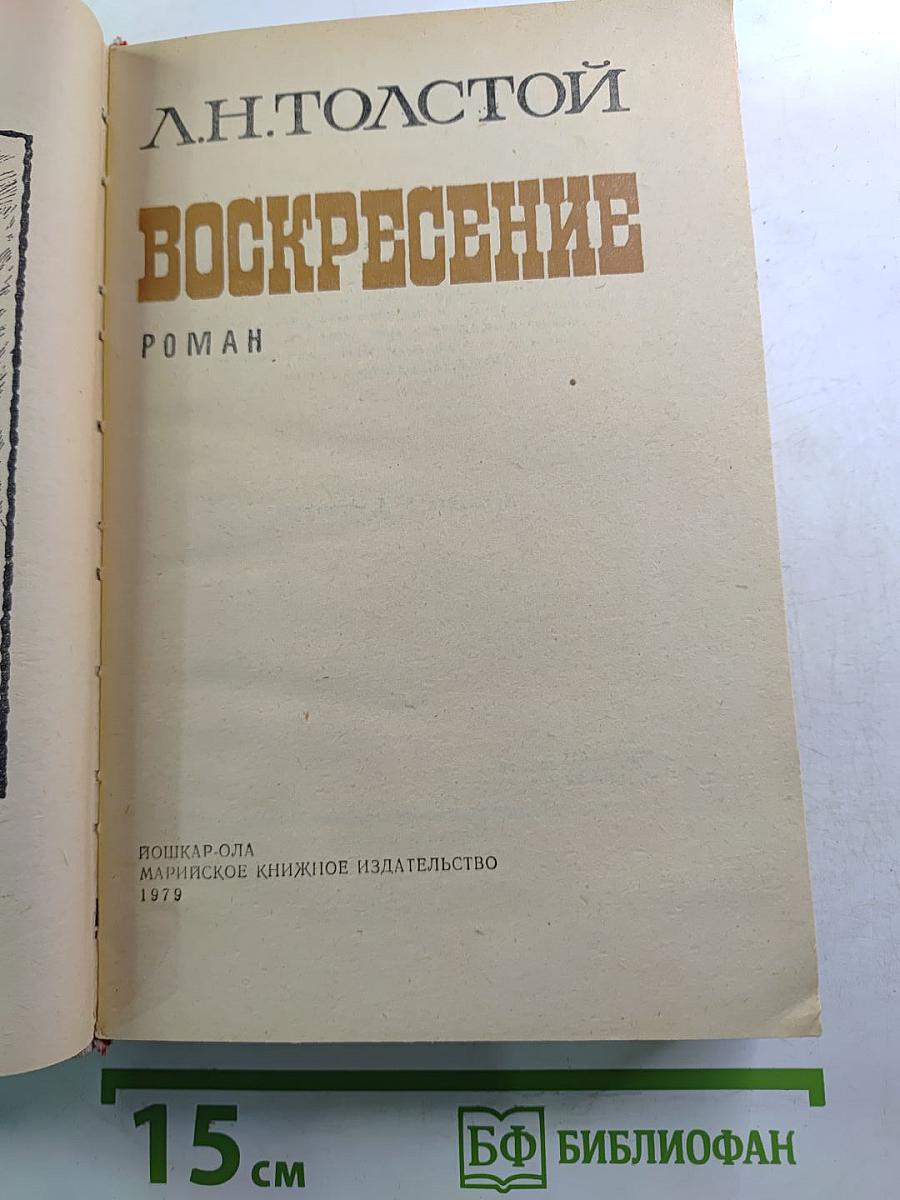 Л.Н.ТОЛСТОЙ
ВОСКРЕСЕНИЕ
РОМАН
ЙОШКАР-ОЛА
МАРИЙСКОЕ КНИЖНОЕ ИЗДАТЕЛЬСТВО
1979
15 см
БФ БИБЛИОФАН